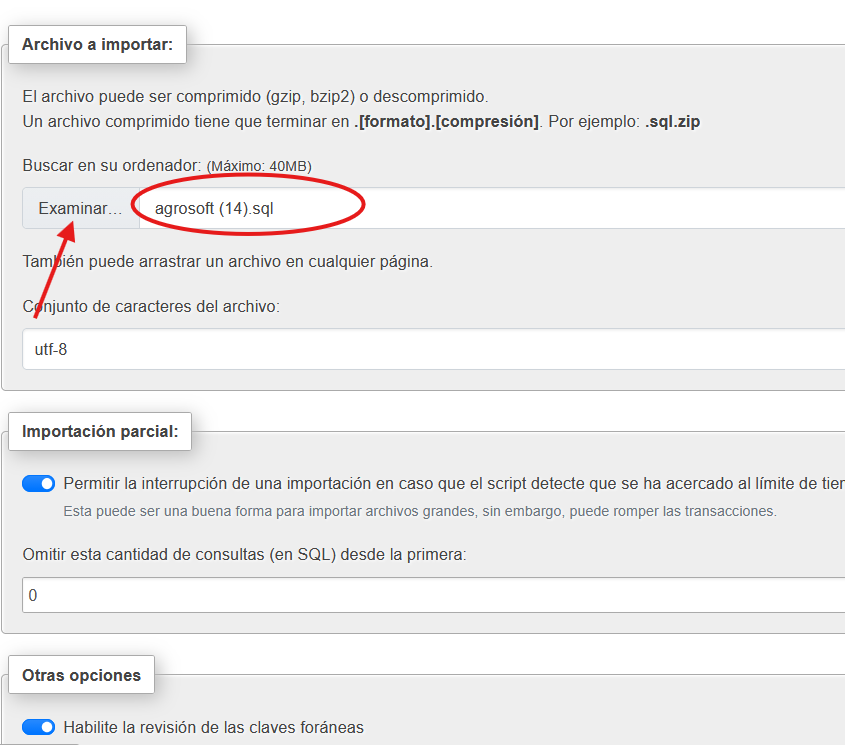 Archivo a importar:
El archivo puede ser comprimido (gzip, bzip2) o descomprimido.
Un archivo comprimido tiene que terminar en .[formato].[compresión]. Por ejemplo: .sql.zip
Buscar en su ordenador: (Máximo: 40MB)
Examinar... agrosoft (14).sql
También puede arrastrar un archivo en cualquier página.
Conjunto de caracteres del archivo:
utf-8
Importación parcial:
Permitir la interrupción de una importación en caso que el script detecte que se ha acercado al límite de tier
Esta puede ser una buena forma para importar archivos grandes, sin embargo, puede romper las transacciones.
Omitir esta cantidad de consultas (en SQL) desde la primera:
0
Otras opciones
Habilite la revisión de las claves foráneas